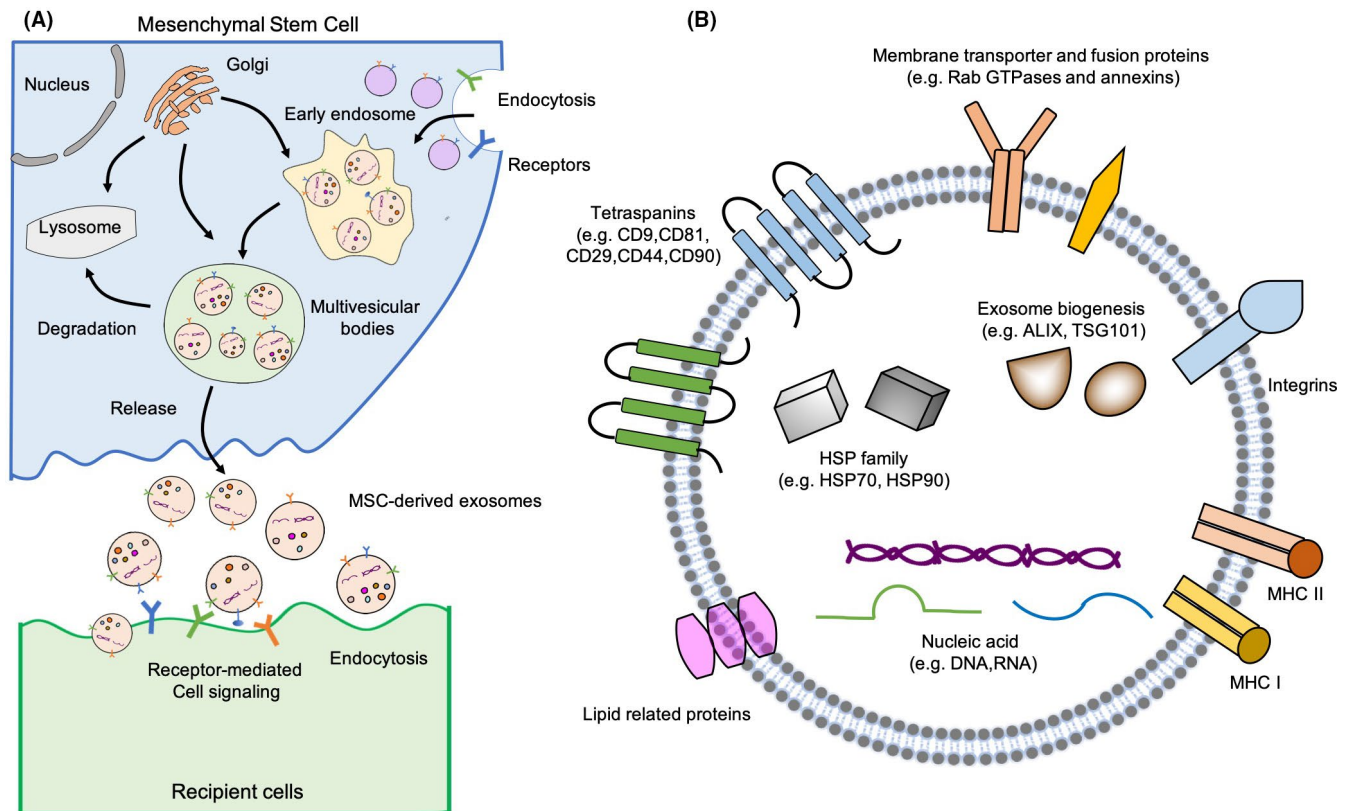 (A)
Mesenchymal Stem Cell
Nucleus
Golgi
Early endosome
Endocytosis
Receptors
Lysosome
Degradation
Multivesicular
bodies
Release
MSC-derived exosomes
Receptor-mediated
Cell signaling
Endocytosis
Recipient cells
(B)
Membrane transporter and fusion proteins
(e.g. Rab GTPases and annexins)
Tetraspanins
(e.g. CD9,CD81,
CD29,CD44,CD90)
Exosome biogenesis
(e.g. ALIX, TSG101)
Integrins
HSP family
(e.g. HSP70, HSP90)
MHC II
Nucleic acid
(e.g. DNA,RNA)
MHC I
Lipid related proteins